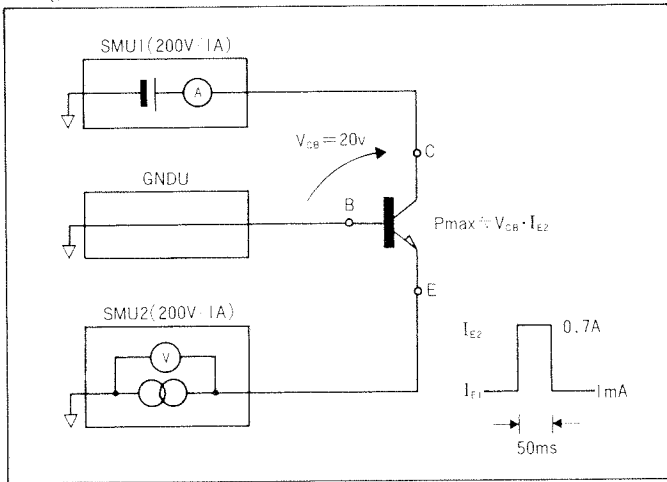 SMU1(200V·1A)
A
V_CB=20v
C
GNDU
B
Pmax≒V_CB·I_E2
E
SMU2(200V·1A)
V
I_E2 0.7A
I_E1 1mA
50ms